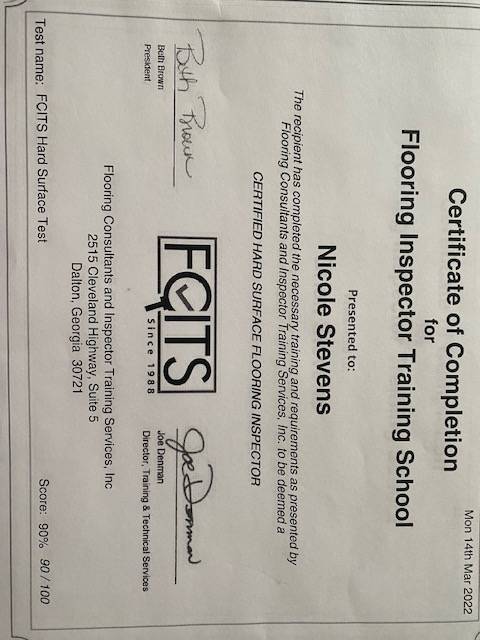 Mon 14th Mar 2022
Certificate of Completion
for
Flooring Inspector Training School
Presented to:
Nicole Stevens
The recipient has completed the necessary training and requirements as presented by
Flooring Consultants and Inspector Training Services, Inc. to be deemed a
CERTIFIED HARD SURFACE FLOORING INSPECTOR
Beth Brown
Beth Brown
President
FCITS
Since 1988
Joe Denman
Joe Denman
Director, Training & Technical Services
Flooring Consultants and Inspector Training Services, Inc
2515 Cleveland Highway, Suite 5
Dalton, Georgia 30721
Test name: FCITS Hard Surface Test
Score: 90% 90 / 100